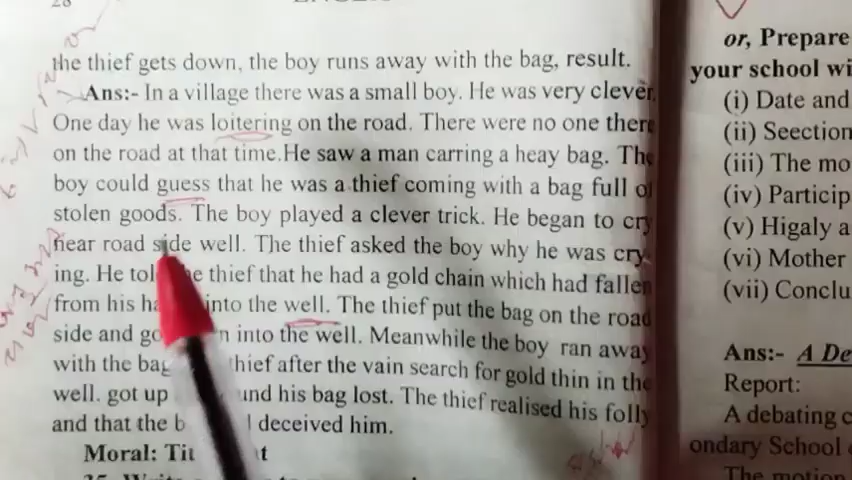 the thief gets down, the boy runs away with the bag, result.
Ans:- In a village there was a small boy. He was very clever
One day he was loitering on the road. There were no one there
on the road at that time.He saw a man carring a heay bag. The
boy could guess that he was a thief coming with a bag full of
stolen goods. The boy played a clever trick. He began to cry
near road side well. The thief asked the boy why he was cry
ing. He told the thief that he had a gold chain which had fallen
from his into the well. The thief put the bag on the road
side and into the well. Meanwhile the boy ran away
with the bag thief after the vain search for gold thin in the
well. got up his bag lost. The thief realised his folly
and that the deceived him.
Moral:
or, Prepare
your school wi
(i) Date and
(ii) Seection
(iii) The mo
(iv) Particip
(v) Higaly a
(vi) Mother
(vii) Conclu
Ans:- A De
Report:
A debating c
ondary School
The motion